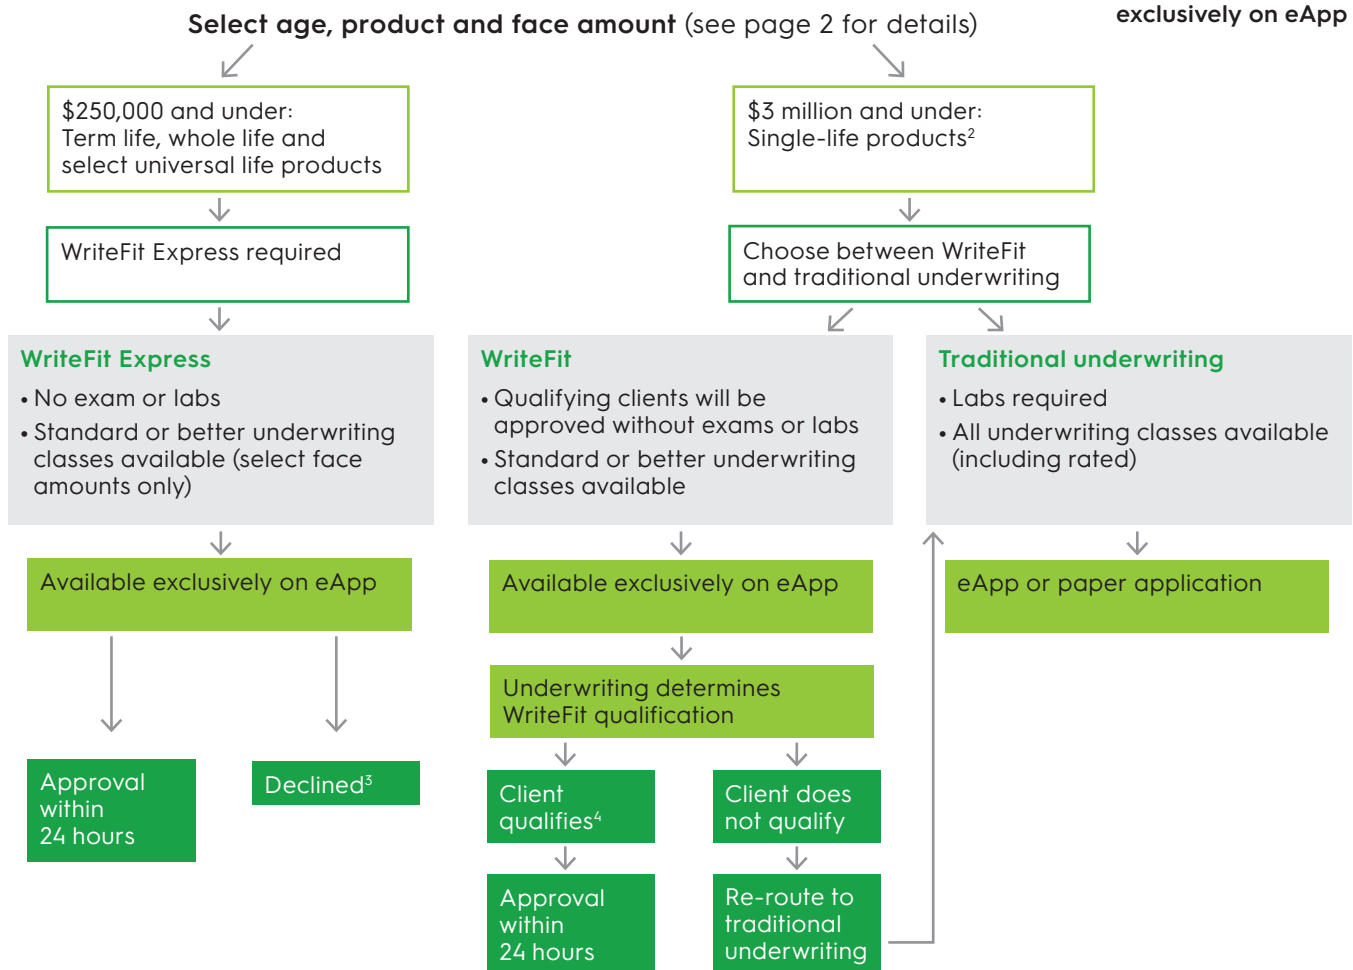 exclusively on eApp
Select age, product and face amount (see page 2 for details)
$250,000 and under:
Term life, whole life and
select universal life products
$3 million and under:
Single-life products²
WriteFit Express required
Choose between WriteFit
and traditional underwriting
WriteFit Express
• No exam or labs
• Standard or better underwriting
classes available (select face
amounts only)
WriteFit
• Qualifying clients will be
approved without exams or labs
• Standard or better underwriting
classes available
Traditional underwriting
• Labs required
• All underwriting classes available
(including rated)
Available exclusively on eApp
Available exclusively on eApp
eApp or paper application
Underwriting determines
WriteFit qualification
Approval
within
24 hours
Declined³
Client
qualifies⁴
Client does
not qualify
Approval
within
24 hours
Re-route to
traditional
underwriting